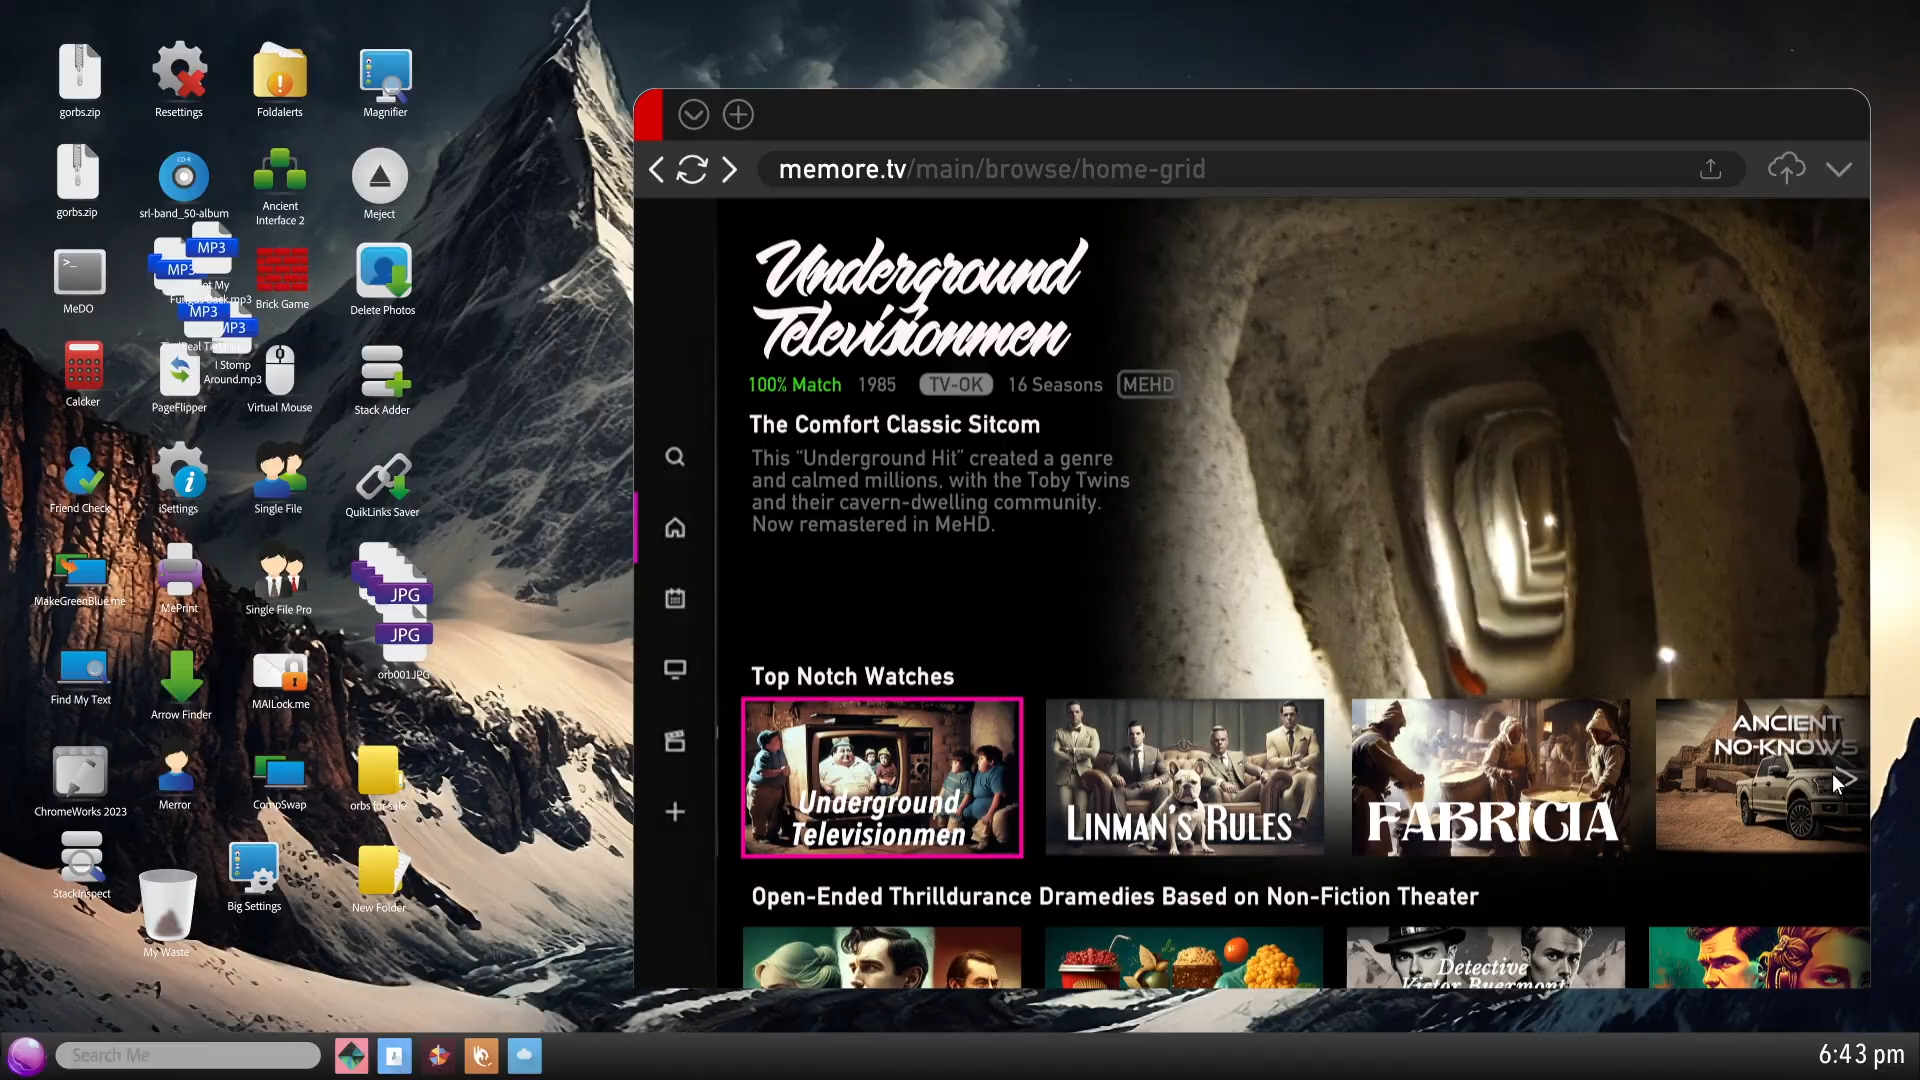 gorbs.zip
Resettings
Foldalerts
Magnifier
gorbs.zip
CD-R
srl-band_50-album
Ancient
Interface 2
Meject
MP3
MP3
>_
MeDO
My
Brick Game
Delete Photos
MP3
MP3
Calcker
PageFlipper
I Stomp
Around.mp3
Virtual Mouse
Stack Adder
Friend Check
iSettings
Single File
QuikLinks Saver
MakeGreenBlue.me
MePrint
Single File Pro
JPG
JPG
orb001.JPG
Find My Text
Arrow Finder
MAILock.me
ChromeWorks 2023
Merror
CompSwap
orbs for sale
StackInspect
My Waste
Big Settings
New Folder
memore.tv/main/browse/home-grid
Underground
Televisionmen
100% Match 1985 TV-OK 16 Seasons MEHD
The Comfort Classic Sitcom
This “Underground Hit” created a genre
and calmed millions, with the Toby Twins
and their cavern-dwelling community.
Now remastered in MeHD.
Top Notch Watches
Underground
Televisionmen
LINMAN'S RULES
FABRICIA
ANCIENT
NO-KNOWS
Open-Ended Thrilldurance Dramedies Based on Non-Fiction Theater
Detective
Search Me
6:43 pm